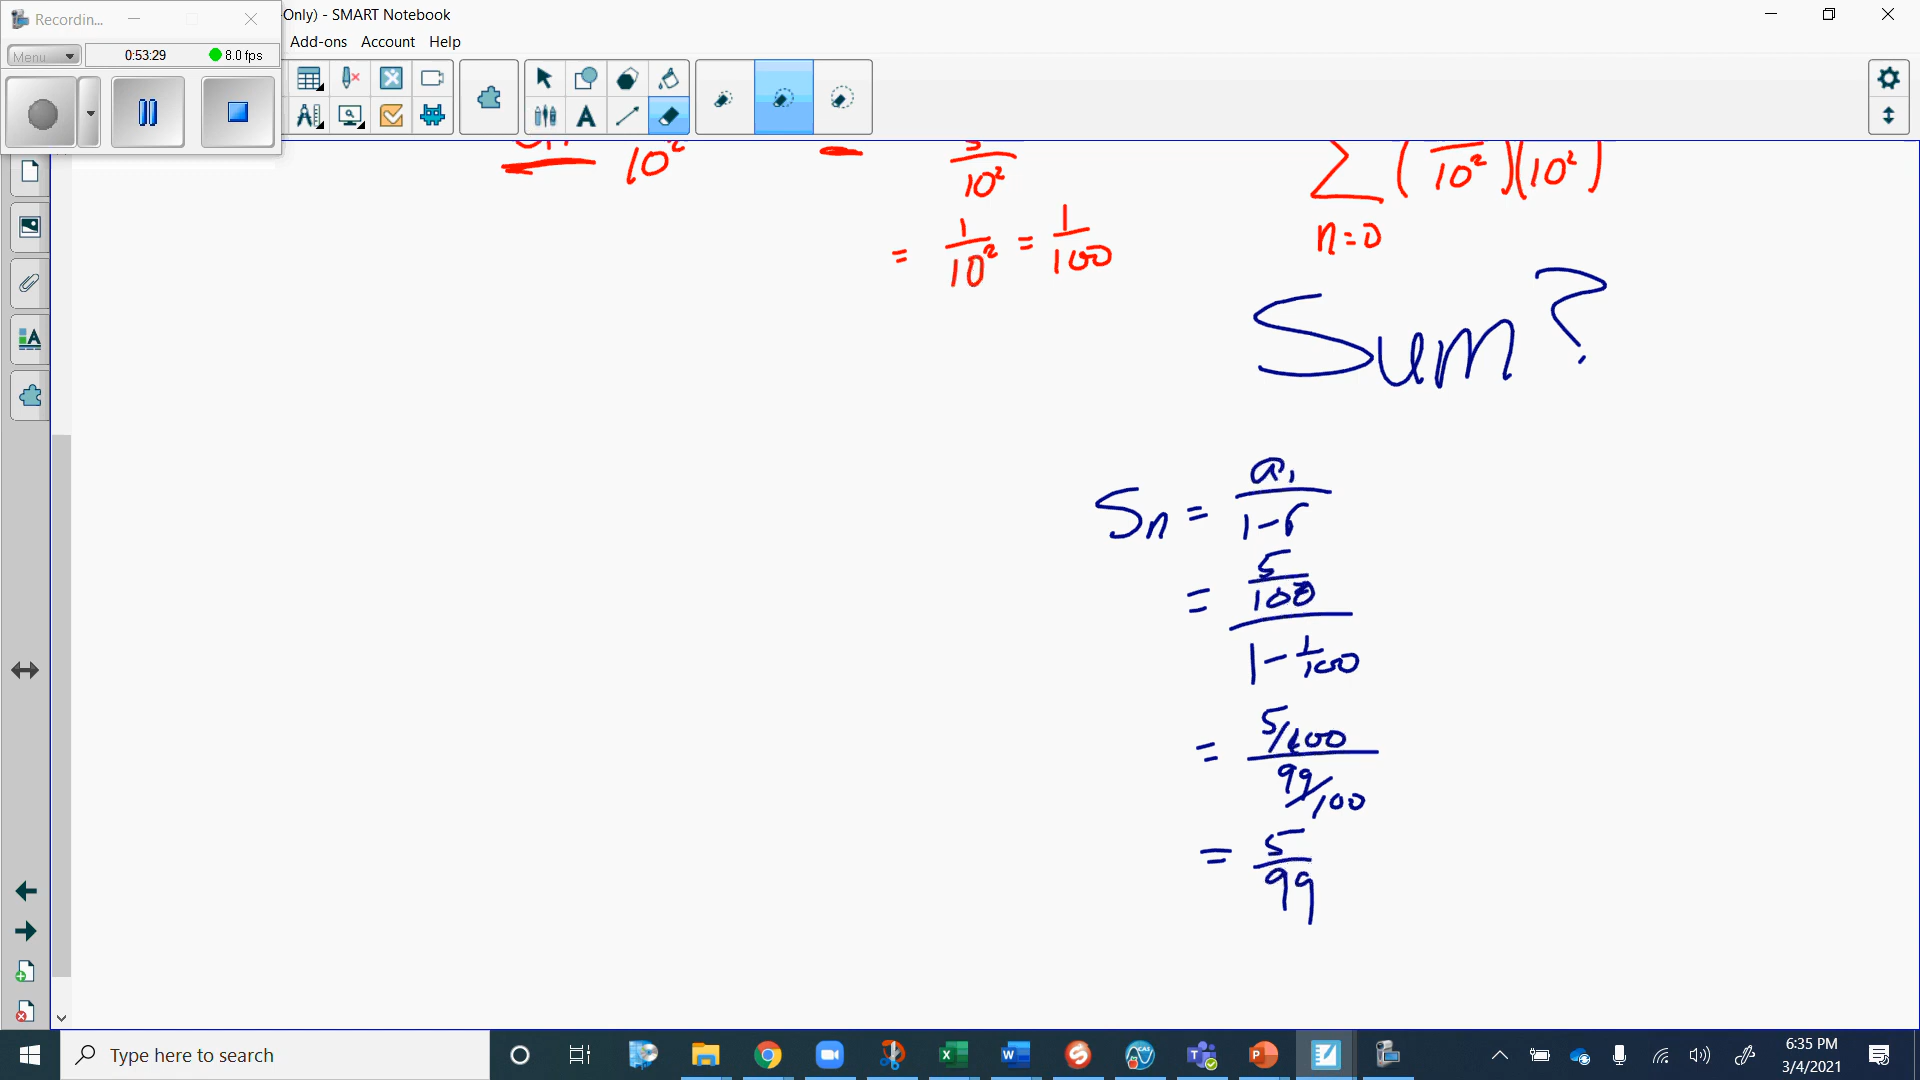 Recordin...
-Only) - SMART Notebook
Menu
0:53:29
8.0 fps
Add-ons Account Help
10²
5/10²
∑ ( /10²)(1/10²)
n=0
= 1/10² = 1/100
Sum?
Sn = a₁/(1-r)
= (5/100)/(1-1/100)
= (5/100)/(99/100)
= 5/99
Type here to search
6:35 PM
3/4/2021